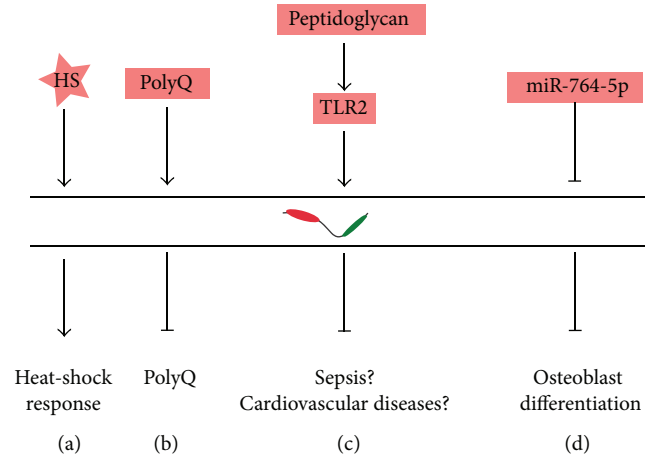 Peptidoglycan
HS
PolyQ
TLR2
miR-764-5p
Heat-shock
response
PolyQ
Sepsis?
Cardiovascular diseases?
Osteoblast
differentiation
(a)
(b)
(c)
(d)